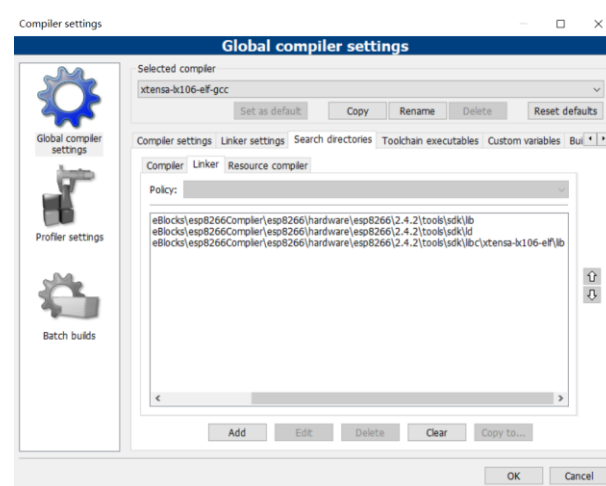 Compiler settings
Global compiler settings
Selected compiler
xtensa-lx106-elf-gcc
Set as default Copy Rename Delete Reset defaults
Global compiler
settings
Compiler settings Linker settings Search directories Toolchain executables Custom variables Bui
Compiler Linker Resource compiler
Policy:
eBlocks\esp8266Complier\esp8266\hardware\esp8266\2.4.2\tools\sdk\lib
eBlocks\esp8266Complier\esp8266\hardware\esp8266\2.4.2\tools\sdk\ld
eBlocks\esp8266Complier\esp8266\hardware\esp8266\2.4.2\tools\sdk\libc\xtensa-lx106-elf\lib
Profiler settings
Batch builds
Add Edit Delete Clear Copy to...
OK Cancel